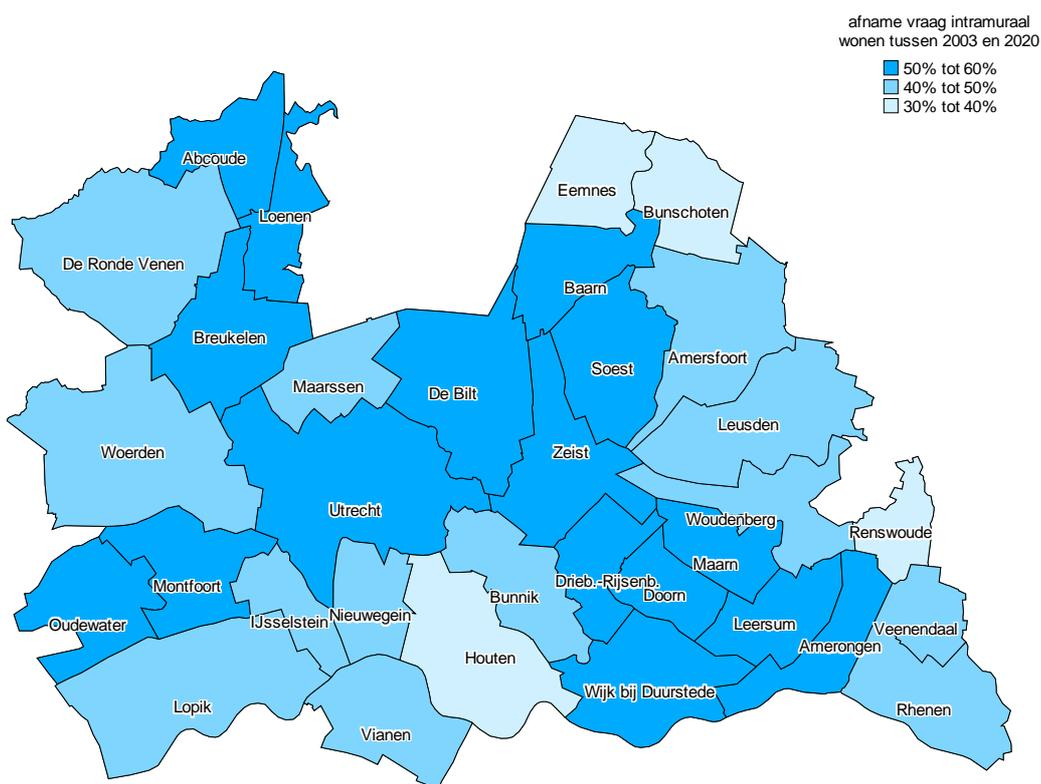 afname vraag intramuraal
wonen tussen 2003 en 2020
50% tot 60%
40% tot 50%
30% tot 40%
Abcoude
Eemnes
Bunschoten
Loenen
De Ronde Venen
Baarn
Breukelen
Amersfoort
Soest
Maarssen
De Bilt
Leusden
Woerden
Zeist
Utrecht
Woudenberg
Renswoude
Maarn
Drieb.-Rijsenb.
Montfoort
Doorn
Bunnik
Nieuwegein
IJsselstein
Oudewater
Leersum
Veenendaal
Amerongen
Houten
Wijk bij Duurstede
Lopik
Rhenen
Vianen